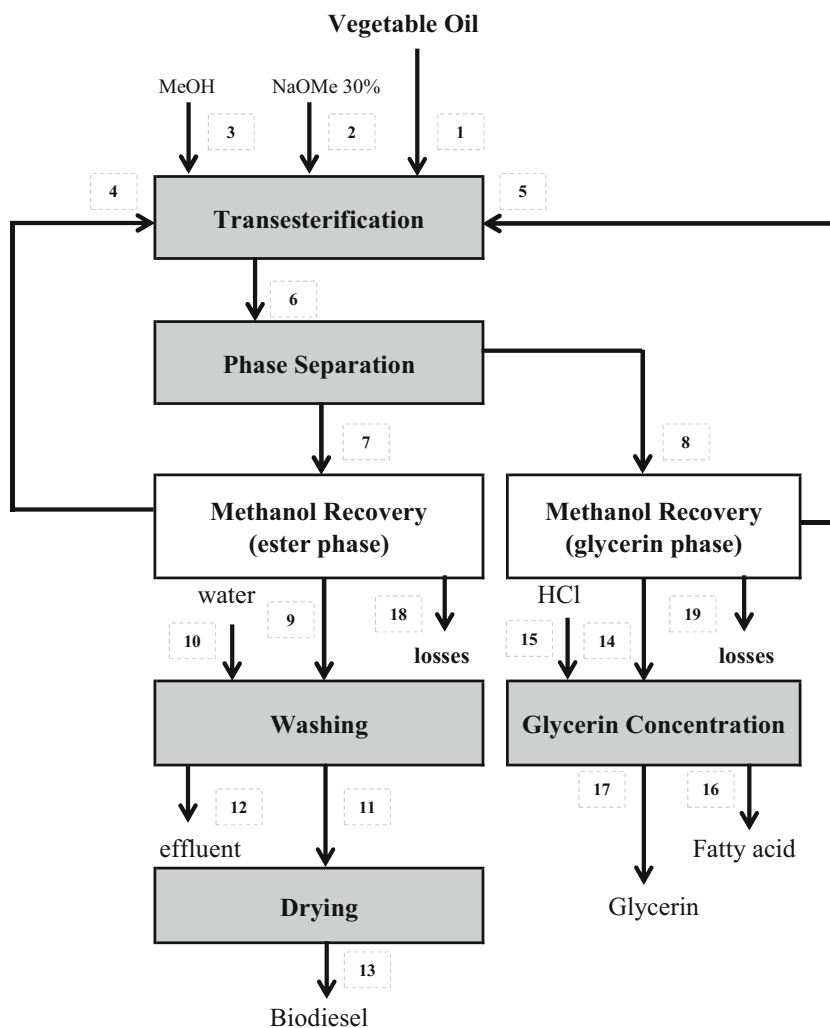 Vegetable Oil
MeOH
NaOMe 30%
3
2
1
4
5
Transesterification
6
Phase Separation
7
8
Methanol Recovery
(ester phase)
Methanol Recovery
(glycerin phase)
water
HCl
10
9
18
15
14
19
losses
losses
Washing
Glycerin Concentration
12
11
17
16
effluent
Fatty acid
Drying
Glycerin
13
Biodiesel